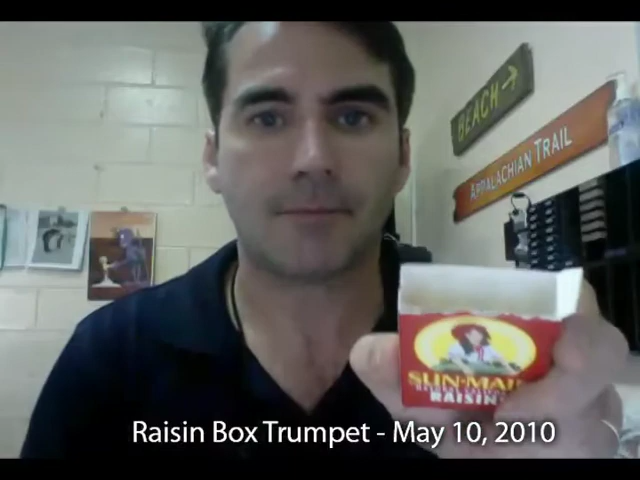 BEACH →
APPALACHIAN TRAIL
SUN-MAID
RAISINS
Raisin Box Trumpet - May 10, 2010